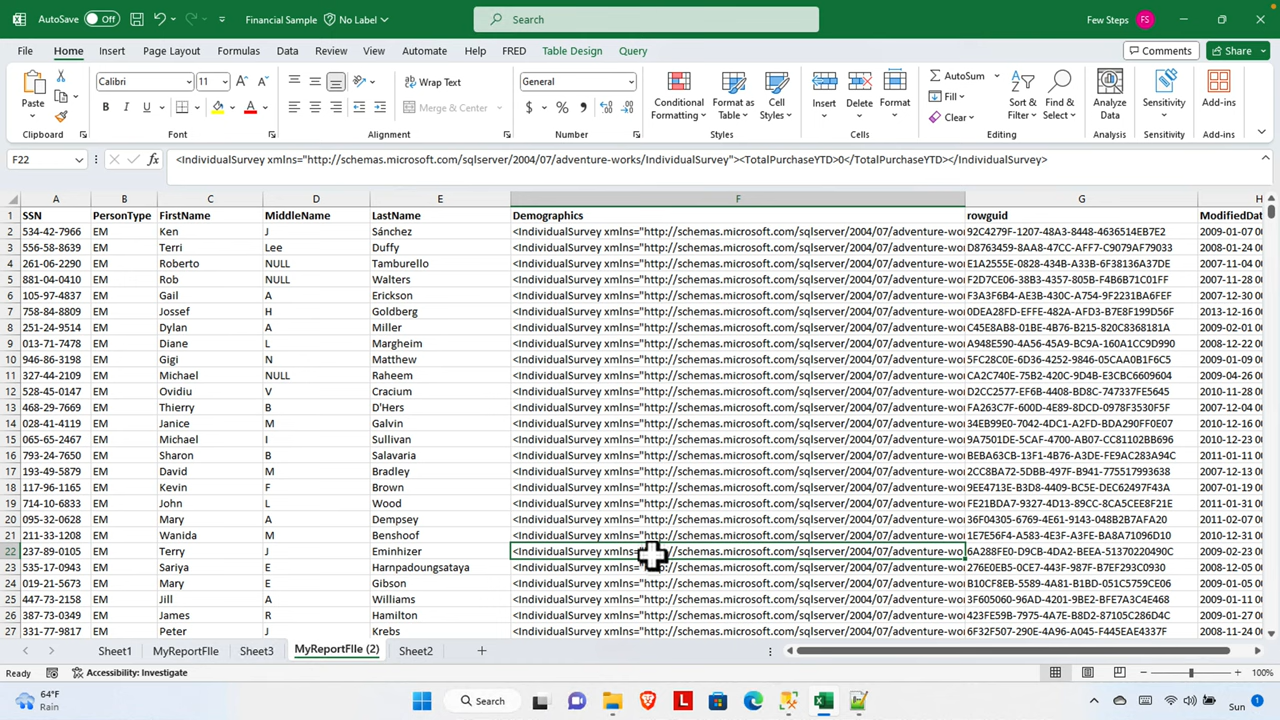 AutoSave Off Financial Sample No Label Search Few Steps FS
File Home Insert Page Layout Formulas Data Review View Automate Help FRED Table Design Query Comments Share
Paste Calibri 11 Wrap Text General AutoSum
B I U A Merge & Center $ % Conditional Formatting Format as Table Cell Styles Insert Delete Format Fill Clear Sort & Filter Find & Select Analyze Data Sensitivity Add-ins
Clipboard Font Alignment Number Styles Cells Editing Analysis Sensitivity Add-ins
F22 fx <IndividualSurvey xmlns="http://schemas.microsoft.com/sqlserver/2004/07/adventure-works/IndividualSurvey"><TotalPurchaseYTD>0</TotalPurchaseYTD></IndividualSurvey>
A B C D E F G H
1 SSN PersonType FirstName MiddleName LastName Demographics rowguid ModifiedDat
2 534-42-7966 EM Ken J Sánchez <IndividualSurvey xmlns="http://schemas.microsoft.com/sqlserver/2004/07/adventure-wo 92C4279F-1207-48A3-8448-4636514EB7E2 2009-01-07 0
3 556-58-8639 EM Terri Lee Duffy <IndividualSurvey xmlns="http://schemas.microsoft.com/sqlserver/2004/07/adventure-wo D8763459-8AA8-47CC-AFF7-C9079AF79033 2008-01-24 0
4 261-06-2290 EM Roberto NULL Tamburello <IndividualSurvey xmlns="http://schemas.microsoft.com/sqlserver/2004/07/adventure-wo E1A2555E-0828-434B-A33B-6F38136A37DE 2007-11-04 0
5 881-04-0410 EM Rob NULL Walters <IndividualSurvey xmlns="http://schemas.microsoft.com/sqlserver/2004/07/adventure-wo F2D7CE06-38B3-4357-805B-F4B6B71C01FF 2007-11-28 0
6 105-97-4837 EM Gail A Erickson <IndividualSurvey xmlns="http://schemas.microsoft.com/sqlserver/2004/07/adventure-wo F3A3F6B4-AE3B-430C-A754-9F2231BA6FEF 2007-12-30 0
7 758-84-8809 EM Jossef H Goldberg <IndividualSurvey xmlns="http://schemas.microsoft.com/sqlserver/2004/07/adventure-wo 0DEA28FD-EFFE-482A-AFD3-B7E8F199D56F 2013-12-16 0
8 251-24-9514 EM Dylan A Miller <IndividualSurvey xmlns="http://schemas.microsoft.com/sqlserver/2004/07/adventure-wo C45E8AB8-01BE-4B76-B215-820C8368181A 2009-02-01 0
9 013-71-7478 EM Diane L Margheim <IndividualSurvey xmlns="http://schemas.microsoft.com/sqlserver/2004/07/adventure-wo A948E590-4A56-45A9-BC9A-160A1CC9D990 2008-12-22 0
10 946-86-3198 EM Gigi N Matthew <IndividualSurvey xmlns="http://schemas.microsoft.com/sqlserver/2004/07/adventure-wo 5FC28C0E-6D36-4252-9846-05CAA0B1F6C5 2009-01-09 0
11 327-44-2109 EM Michael NULL Raheem <IndividualSurvey xmlns="http://schemas.microsoft.com/sqlserver/2004/07/adventure-wo CA2C740E-75B2-420C-9D4B-E3CBC6609604 2009-04-26 0
12 528-45-0147 EM Ovidiu V Cracium <IndividualSurvey xmlns="http://schemas.microsoft.com/sqlserver/2004/07/adventure-wo D2CC2577-EF6B-4408-BD8C-747337FE5645 2010-11-28 0
13 468-29-7669 EM Thierry B D'Hers <IndividualSurvey xmlns="http://schemas.microsoft.com/sqlserver/2004/07/adventure-wo FA263C7F-600D-4E89-8DCD-0978F3530F5F 2007-12-04 0
14 028-41-4119 EM Janice M Galvin <IndividualSurvey xmlns="http://schemas.microsoft.com/sqlserver/2004/07/adventure-wo 34EB99E0-7042-4DC1-A2FD-BDA290FF0E07 2010-12-23 0
15 065-65-2467 EM Michael I Sullivan <IndividualSurvey xmlns="http://schemas.microsoft.com/sqlserver/2004/07/adventure-wo 9A7501DE-5CAF-4700-AB07-CC81102BB696 2010-12-23 0
16 793-24-7650 EM Sharon B Salavaria <IndividualSurvey xmlns="http://schemas.microsoft.com/sqlserver/2004/07/adventure-wo BEBA63CB-13F1-4B76-A3DE-FE9AC283A94C 2011-01-11 0
17 193-49-5879 EM David M Bradley <IndividualSurvey xmlns="http://schemas.microsoft.com/sqlserver/2004/07/adventure-wo 2CC8BA72-5DBB-497F-B941-775517993638 2007-12-13 0
18 117-96-1165 EM Kevin F Brown <IndividualSurvey xmlns="http://schemas.microsoft.com/sqlserver/2004/07/adventure-wo 9EE4713E-B3D8-4409-BC5E-DEC62497F43A 2007-01-19 0
19 714-10-6833 EM John L Wood <IndividualSurvey xmlns="http://schemas.microsoft.com/sqlserver/2004/07/adventure-wo FE21BDA7-9327-4D13-89CC-8CA5CEE8F21E 2011-01-31 0
20 095-32-0628 EM Mary A Dempsey <IndividualSurvey xmlns="http://schemas.microsoft.com/sqlserver/2004/07/adventure-wo 36F04305-6769-4E61-9143-048B2B7AFA20 2011-02-07 0
21 211-33-1208 EM Wanida M Benshoof <IndividualSurvey xmlns="http://schemas.microsoft.com/sqlserver/2004/07/adventure-wo 1E7E56F4-9583-4E3F-A3FE-BA8A71096D10 2010-12-31 0
22 237-89-0105 EM Terry J Eminhizer <IndividualSurvey xmlns= //schemas.microsoft.com/sqlserver/2004/07/adventure-wo 6A288FE0-D9CB-4DA2-BEEA-51370220490C 2009-02-23 0
23 535-17-0943 EM Sariya E Harnpadoungsataya <IndividualSurvey xmlns="http://schemas.microsoft.com/sqlserver/2004/07/adventure-wo 276E0EB5-0CE7-443F-987F-B7EF293C0930 2008-12-05 0
24 019-21-5673 EM Mary E Gibson <IndividualSurvey xmlns="http://schemas.microsoft.com/sqlserver/2004/07/adventure-wo B10CF8EB-5589-4A81-B1BD-051C5759CE06 2009-01-05 0
25 447-73-2158 EM Jill A Williams <IndividualSurvey xmlns="http://schemas.microsoft.com/sqlserver/2004/07/adventure-wo 3F605060-96AD-4201-9BE2-BFE7A3C4E468 2009-01-11 0
26 387-73-0349 EM James R Hamilton <IndividualSurvey xmlns="http://schemas.microsoft.com/sqlserver/2004/07/adventure-wo 423FE59B-7975-4A7E-B8D2-87105C286D4C 2009-01-27 0
27 331-77-9817 EM Peter J Krebs <IndividualSurvey xmlns="http://schemas.microsoft.com/sqlserver/2004/07/adventure-wo 6F32F507-290E-4A96-A045-F445EAE437AF 2008-11-24 0
Sheet1 MyReportFIle Sheet3 MyReportFIle (2) Sheet2
Ready Accessibility: Investigate 100%
64°F Search L
Rain Sun 1